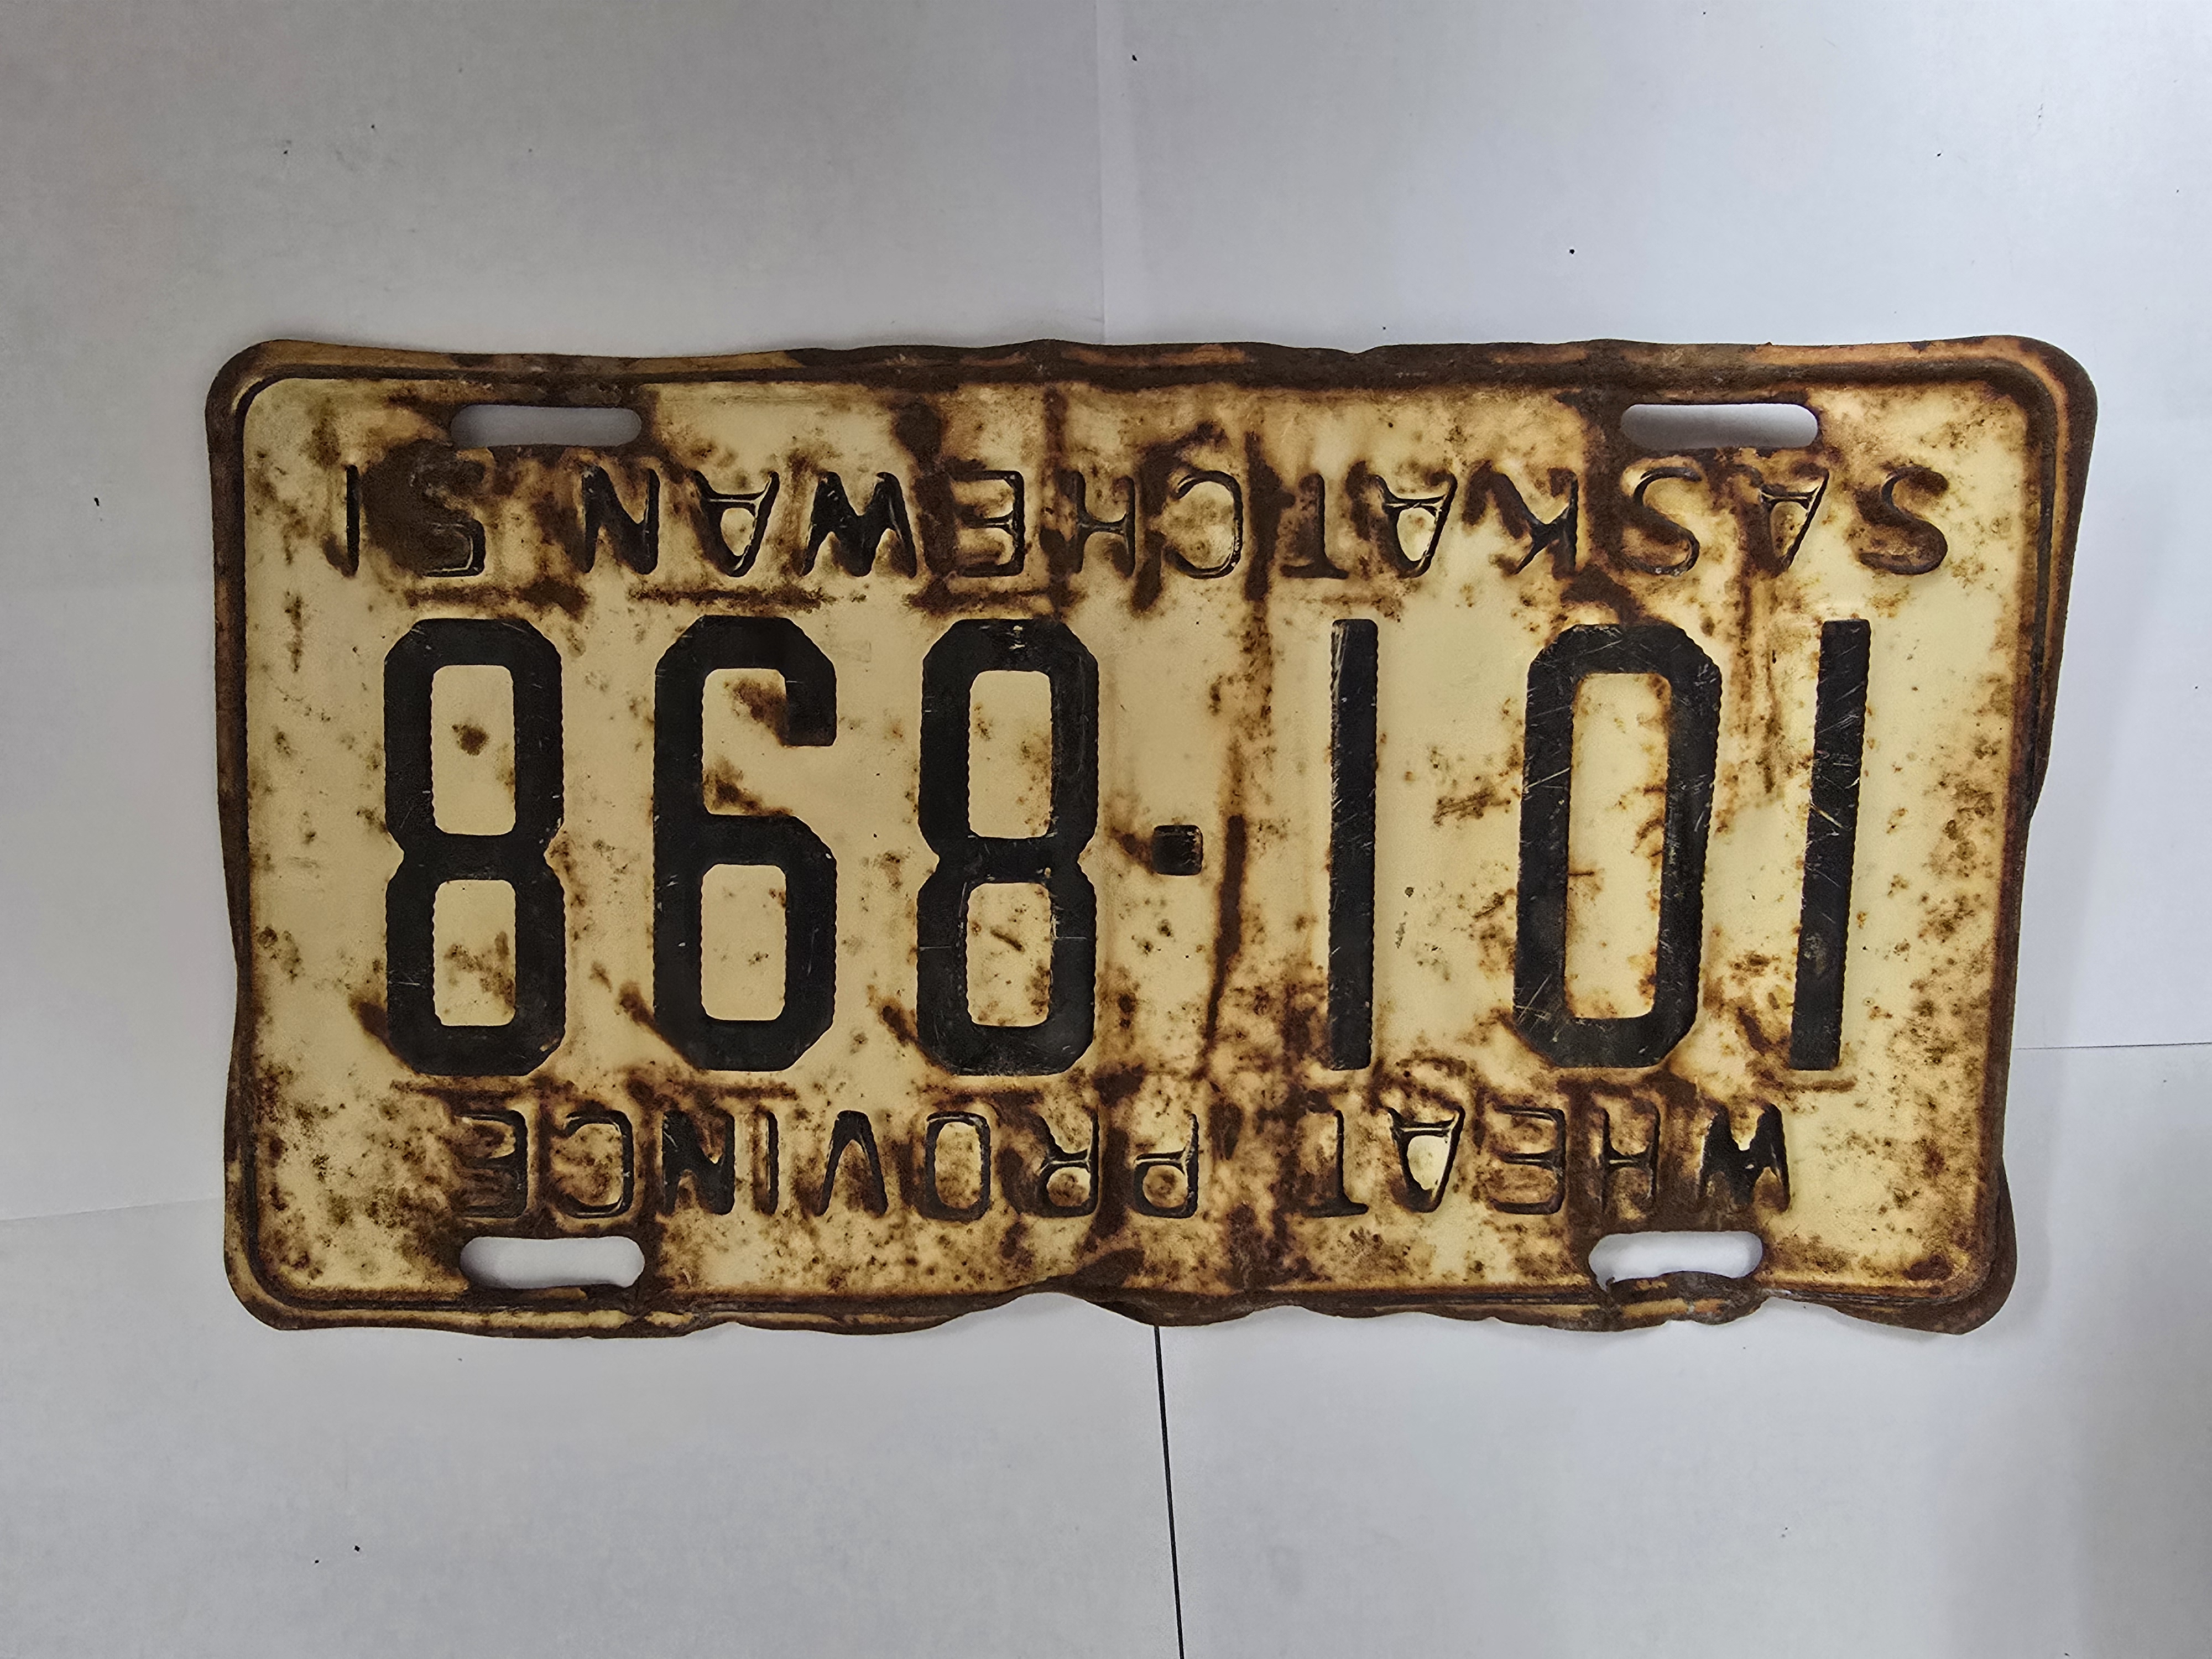 WHEAT PROVINCE
101-898
SASKATCHEWAN 51